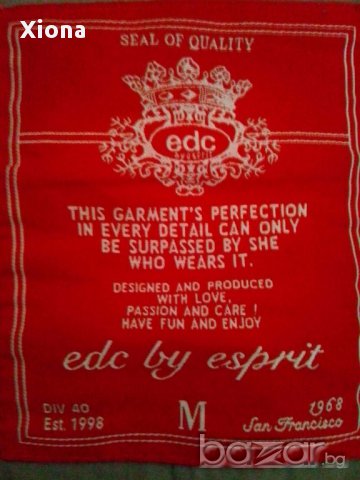 Xiona
SEAL OF QUALITY
edc
by esprit
THIS GARMENT'S PERFECTION
IN EVERY DETAIL CAN ONLY
BE SURPASSED BY SHE
WHO WEARS IT.
DESIGNED AND PRODUCED
WITH LOVE,
PASSION AND CARE !
HAVE FUN AND ENJOY
edc by esprit
DIV 40
Est. 1998
M
1968
San Francisco
bazar.bg